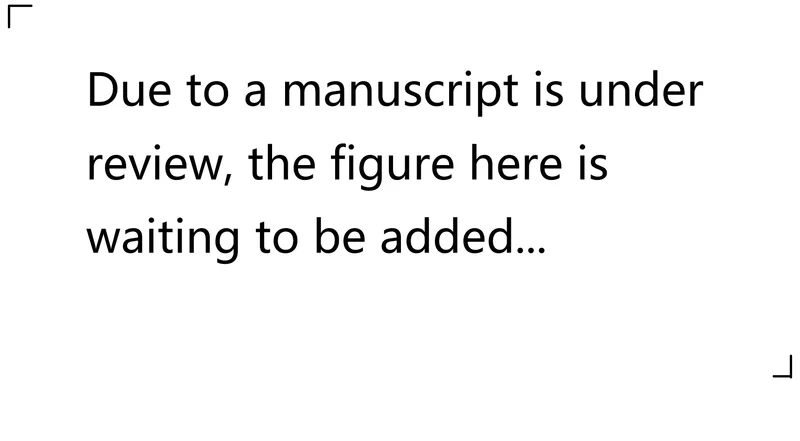 Due to a manuscript is under
review, the figure here is
waiting to be added...